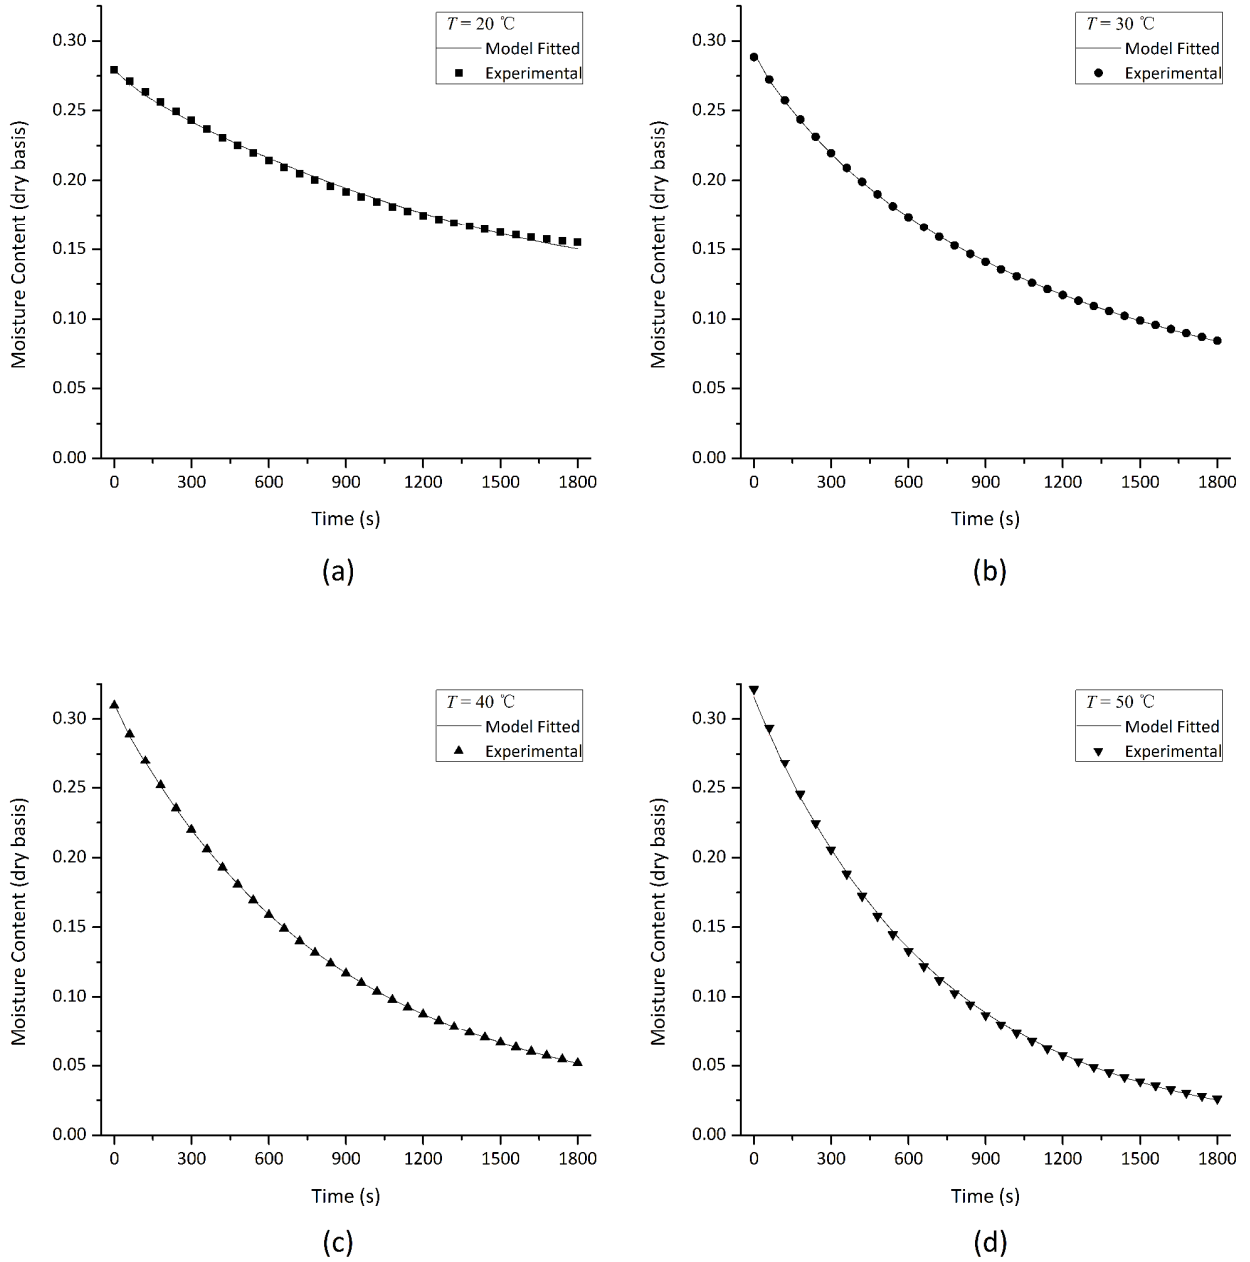 T = 20 ℃
Model Fitted
Experimental
0.30
0.25
0.20
0.15
0.10
0.05
0.00
0 300 600 900 1200 1500 1800
Moisture Content (dry basis)
Time (s)
(a)
T = 30 ℃
Model Fitted
Experimental
0.30
0.25
0.20
0.15
0.10
0.05
0.00
0 300 600 900 1200 1500 1800
Moisture Content (dry basis)
Time (s)
(b)
T = 40 ℃
Model Fitted
Experimental
0.30
0.25
0.20
0.15
0.10
0.05
0.00
0 300 600 900 1200 1500 1800
Moisture Content (dry basis)
Time (s)
(c)
T = 50 ℃
Model Fitted
Experimental
0.30
0.25
0.20
0.15
0.10
0.05
0.00
0 300 600 900 1200 1500 1800
Moisture Content (dry basis)
Time (s)
(d)